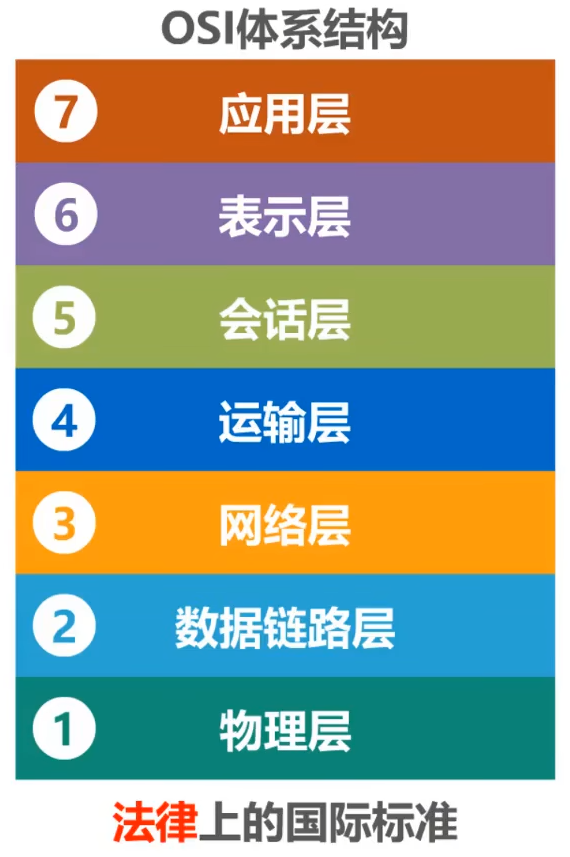 OSI体系结构
7 应用层
6 表示层
5 会话层
4 运输层
3 网络层
2 数据链路层
1 物理层
法律上的国际标准